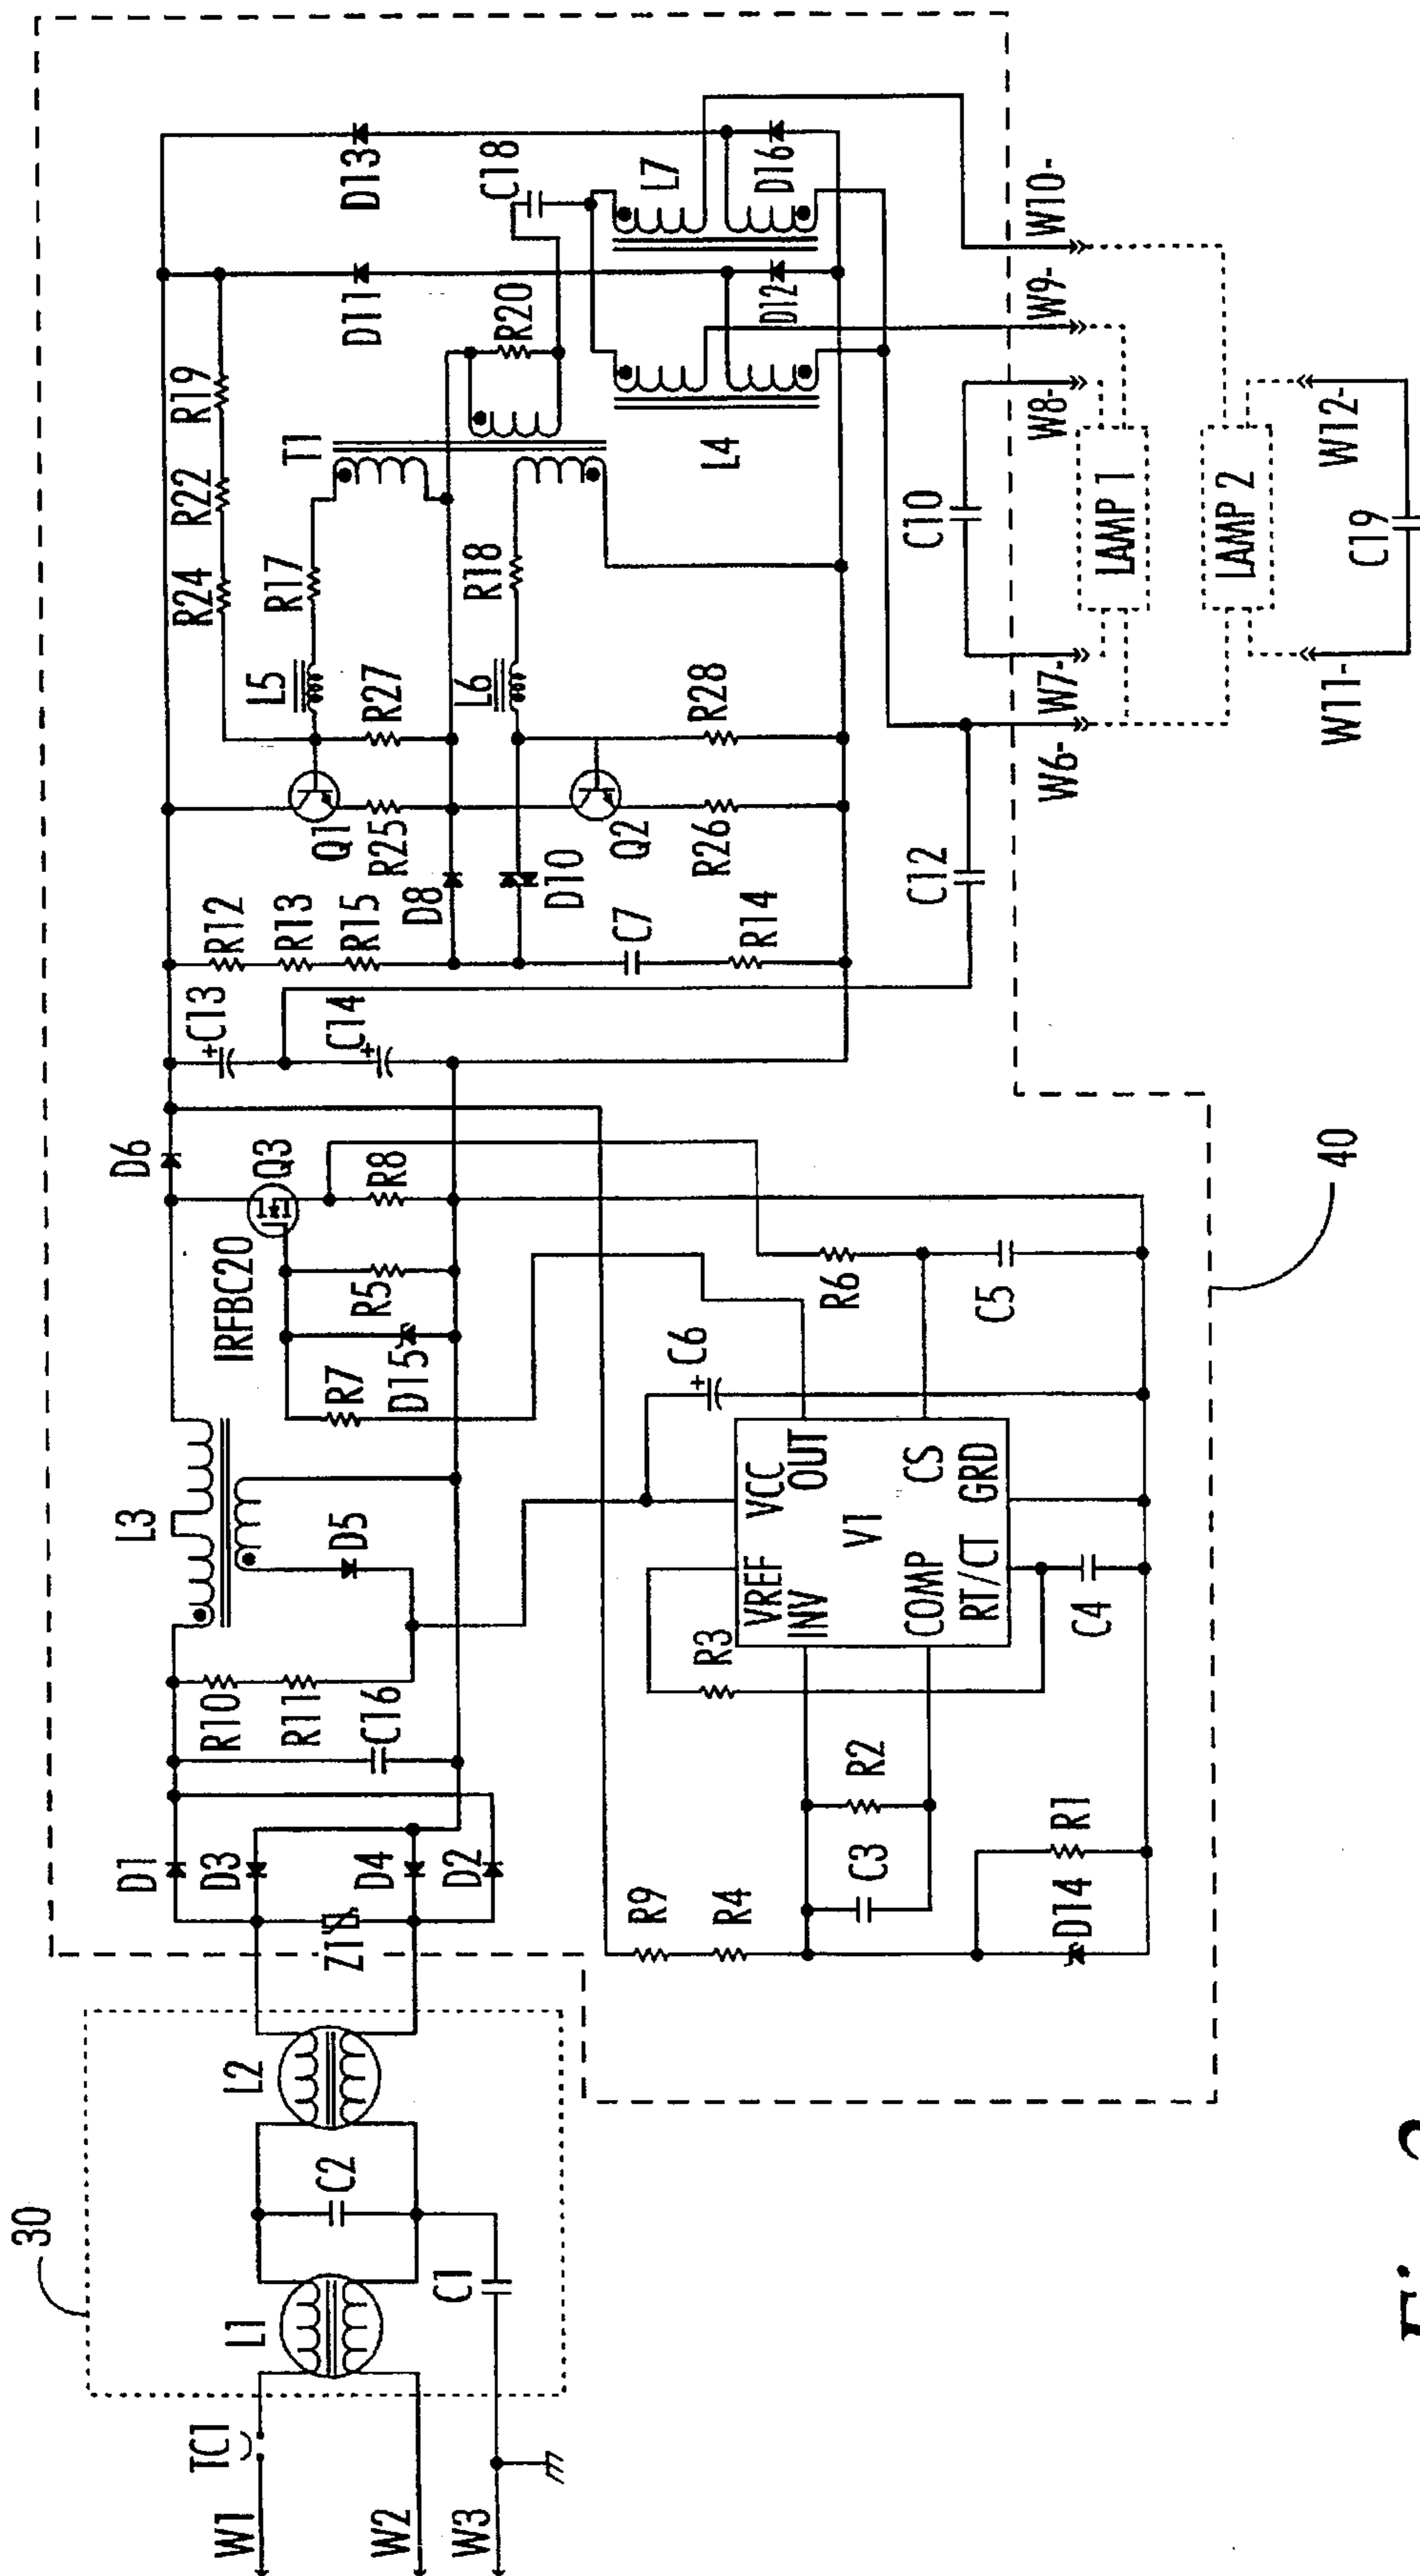 30
TC1
W1
W2
W3
L1
C2
L2
C1
D1
D3
Z1
D4
D2
R10
R11
C16
L3
D5
IRFBC20
R7
D15
R5
Q3
R8
D6
R9
R4
C3
R2
R3
D14
R1
VREF
VCC
INV
OUT
V1
COMP
CS
RT/CT
GRD
C4
C6
R6
C5
40
C13
C14
R12
R13
R15
D8
D10
C7
R14
C12
Q1
R25
Q2
R26
L5
R27
L6
R28
R24
R22
R19
R17
R18
T1
R20
L4
D11
D13
C18
L7
D12
D16
C10
W6-
W7-
W8-
W9-
W10-
LAMP 1
LAMP 2
W11-
W12-
C19